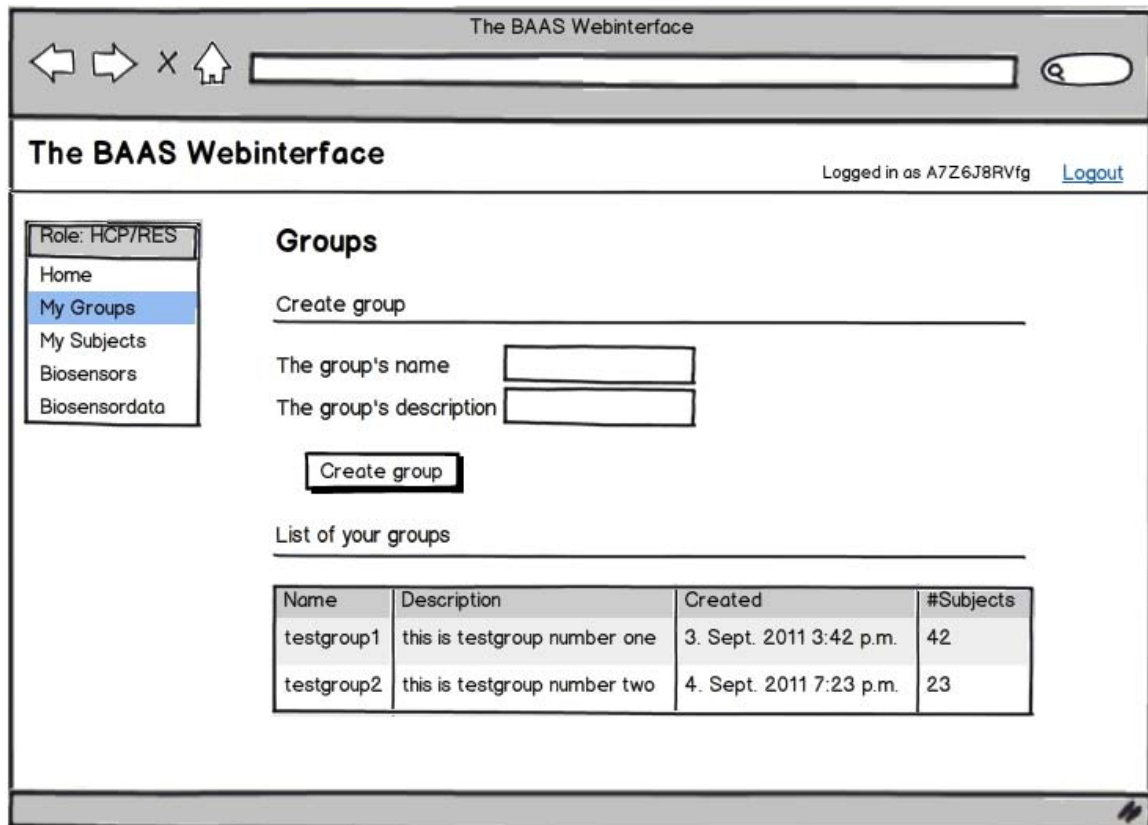 The BAAS Webinterface
The BAAS Webinterface
Logged in as A7Z6J8RVfg Logout
Role: HCP/RES
Home
My Groups
My Subjects
Biosensors
Biosensordata
Groups
Create group
The group's name
The group's description
Create group
List of your groups
Name Description Created #Subjects
testgroup1 this is testgroup number one 3. Sept. 2011 3:42 p.m. 42
testgroup2 this is testgroup number two 4. Sept. 2011 7:23 p.m. 23